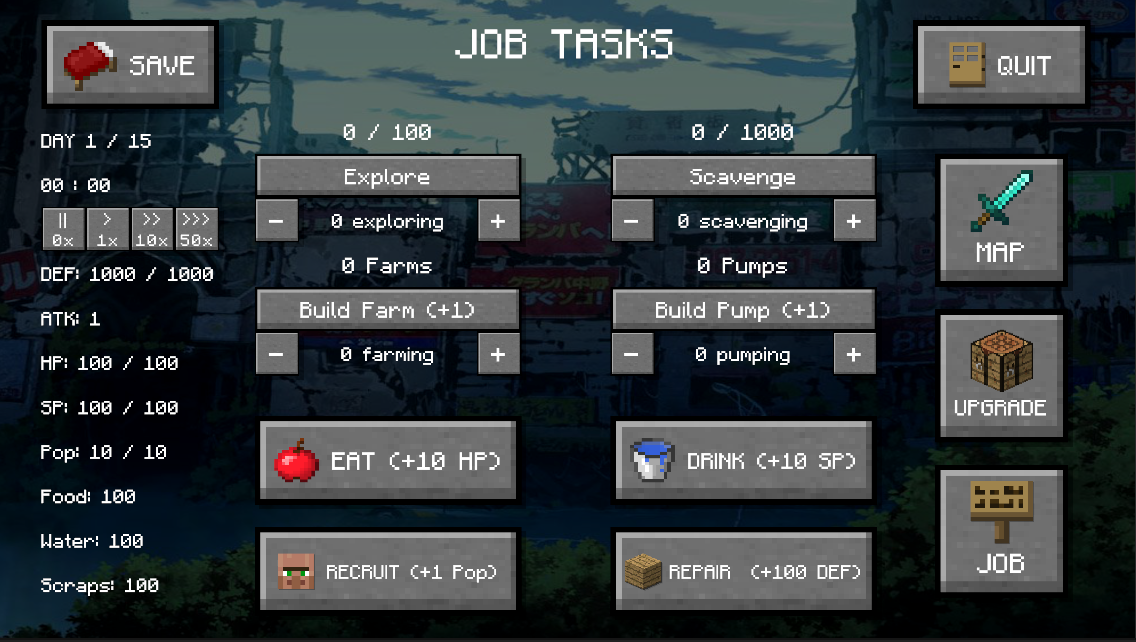 SAVE
JOB TASKS
QUIT
DAY 1 / 15
00 : 00
|| > >> >>>
0x 1x 10x 50x
DEF: 1000 / 1000
ATK: 1
HP: 100 / 100
SP: 100 / 100
Pop: 10 / 10
Food: 100
Water: 100
Scraps: 100
0 / 100
Explore
- 0 exploring +
0 Farms
Build Farm (+1)
- 0 farming +
0 / 1000
Scavenge
- 0 scavenging +
0 Pumps
Build Pump (+1)
- 0 pumping +
EAT (+10 HP)
DRINK (+10 SP)
RECRUIT (+1 Pop)
REPAIR (+100 DEF)
MAP
UPGRADE
JOB